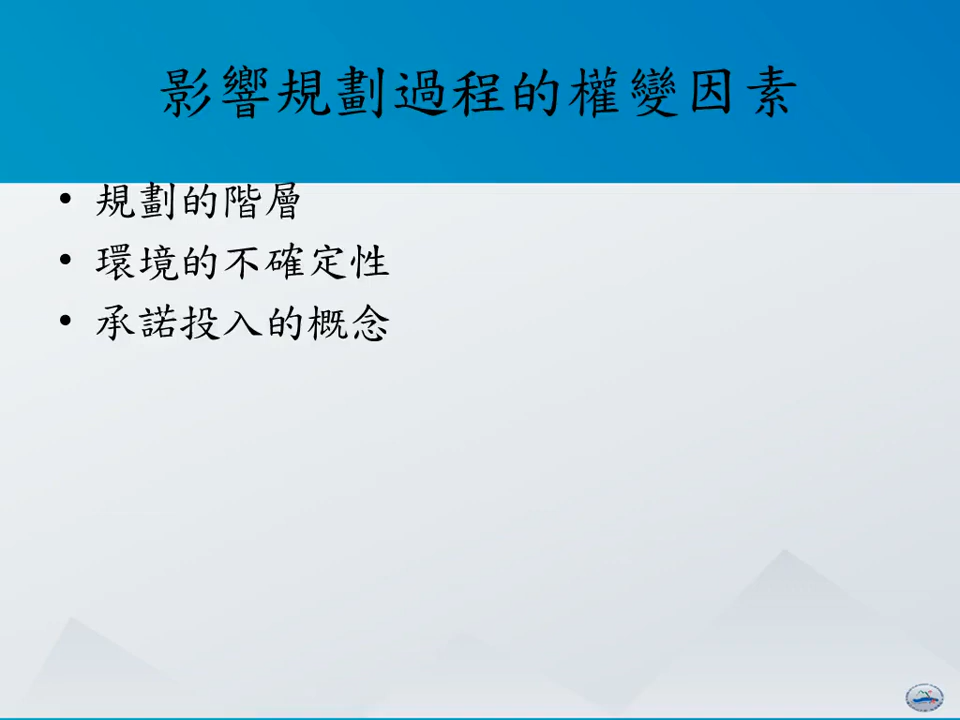 影響規劃過程的權變因素
• 規劃的階層
• 環境的不確定性
• 承諾投入的概念